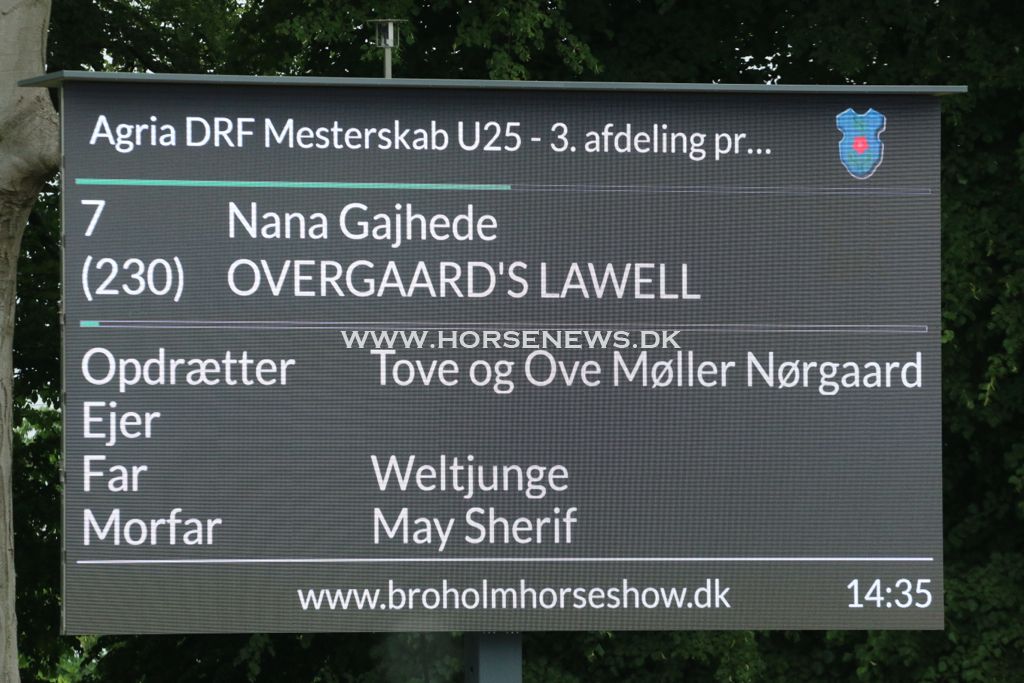 Agria DRF Mesterskab U25 - 3. afdeling pr...
7 Nana Gajhede
(230) OVERGAARD'S LAWELL
WWW.HORSENEWS.DK
Opdrætter Tove og Ove Møller Nørgaard
Ejer
Far Weltjunge
Morfar May Sherif
www.broholmhorseshow.dk 14:35